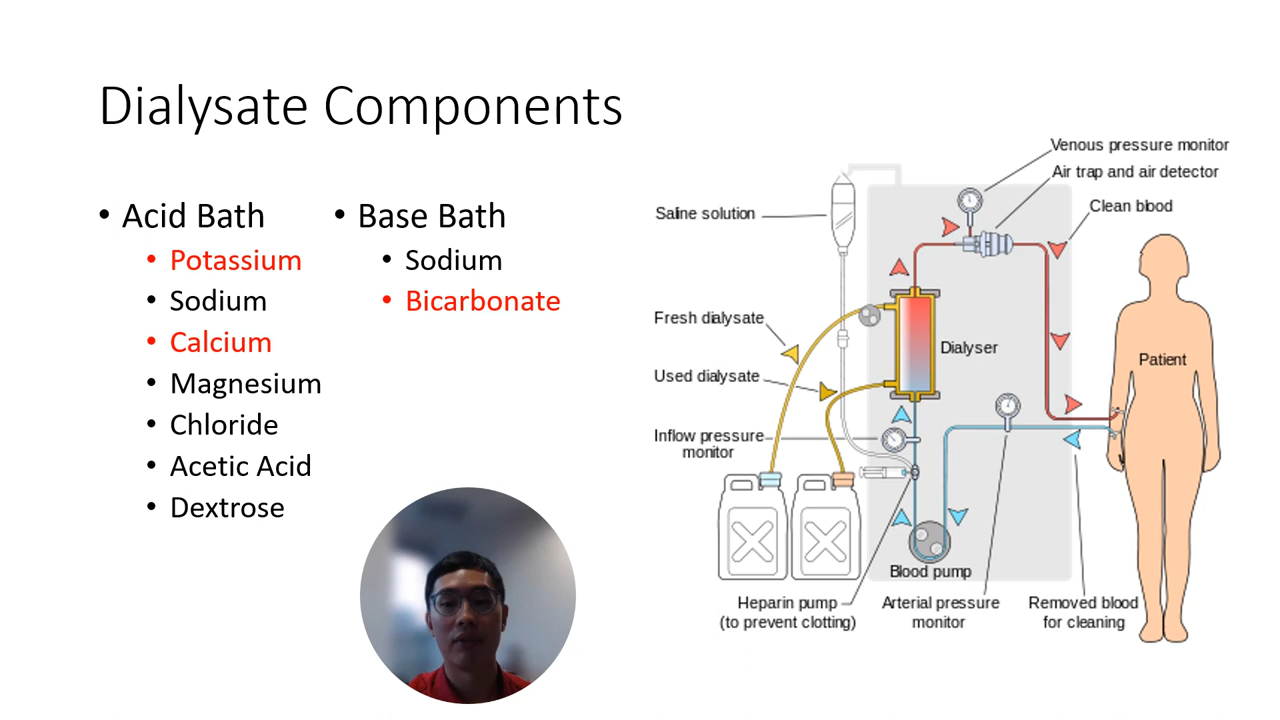 Dialysate Components
• Acid Bath
• Potassium
• Sodium
• Calcium
• Magnesium
• Chloride
• Acetic Acid
• Dextrose
• Base Bath
• Sodium
• Bicarbonate
Venous pressure monitor
Air trap and air detector
Clean blood
Saline solution
Fresh dialysate
Dialyser
Patient
Used dialysate
Inflow pressure
monitor
Blood pump
Heparin pump
(to prevent clotting)
Arterial pressure
monitor
Removed blood
for cleaning